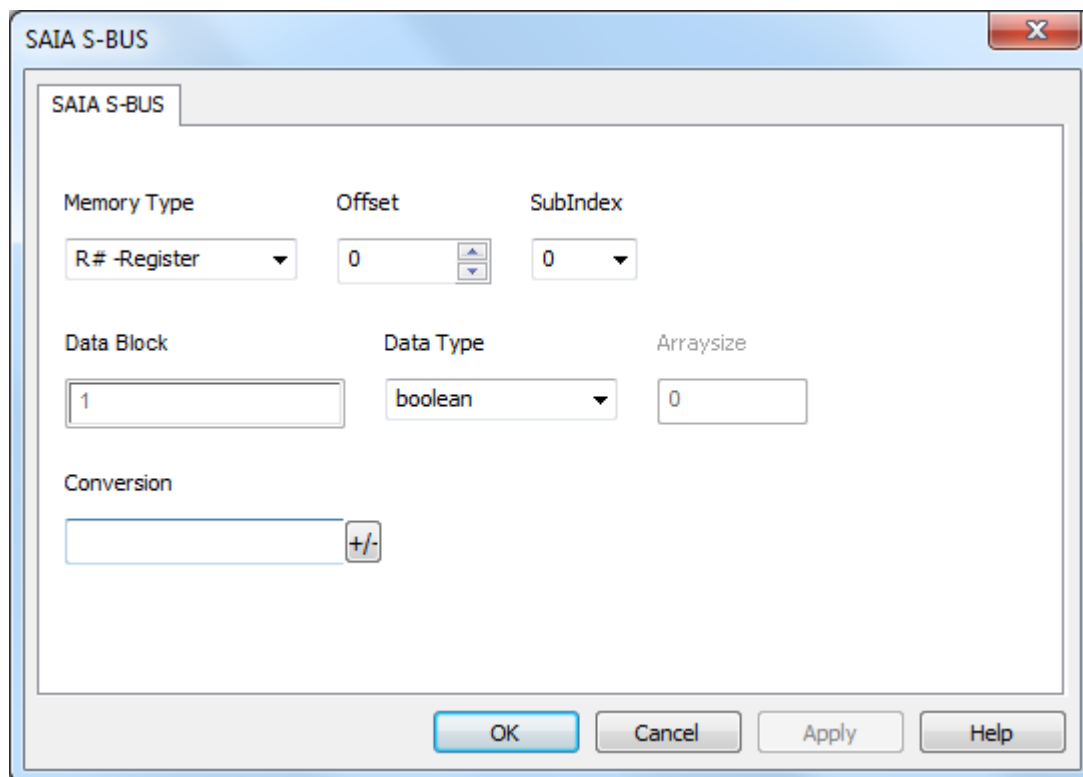 SAIA S-BUS
SAIA S-BUS
Memory Type Offset SubIndex
R# -Register 0 0
Data Block Data Type Arraysize
1 boolean 0
Conversion
+/-
OK Cancel Apply Help